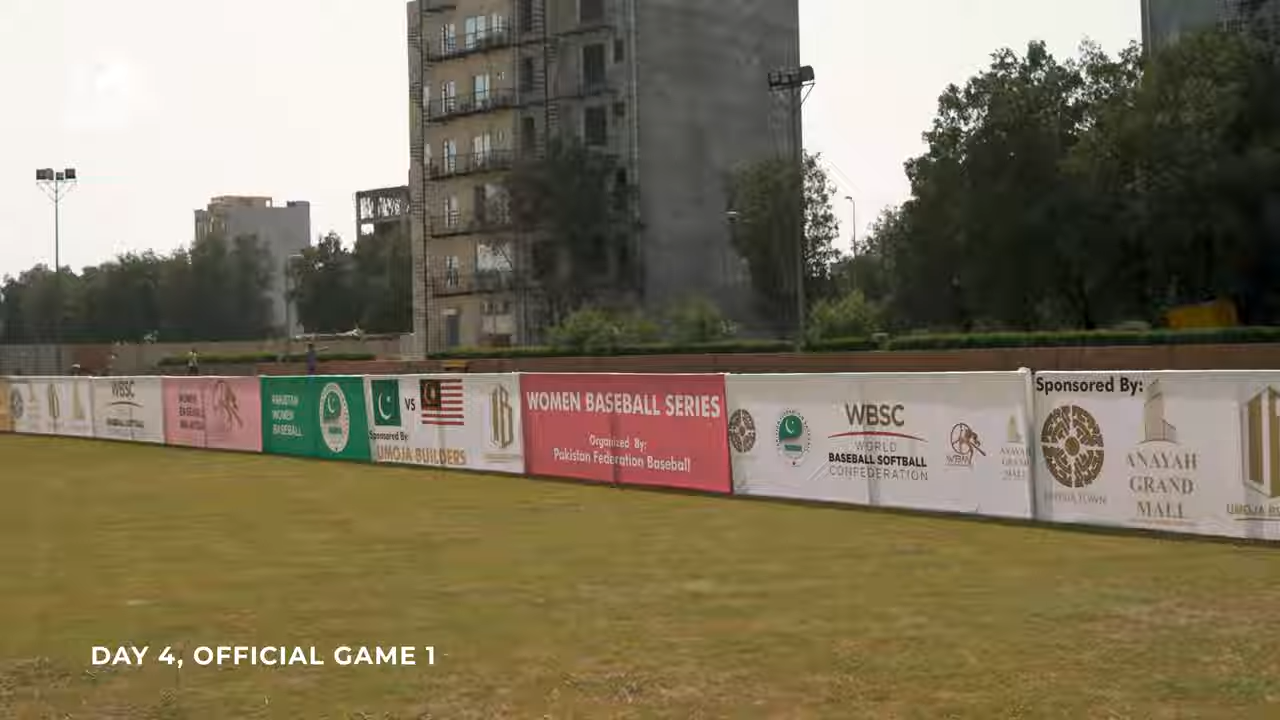 WBSC
PAKISTAN
WOMEN
BASEBALL
VS
Sponsored By:
UMOJA BUILDERS
WOMEN BASEBALL SERIES
Organized By:
Pakistan Federation Baseball
WBSC
WORLD
BASEBALL SOFTBALL
CONFEDERATION
Sponsored By:
ANAYAH
GRAND
MALL
DAY 4, OFFICIAL GAME 1